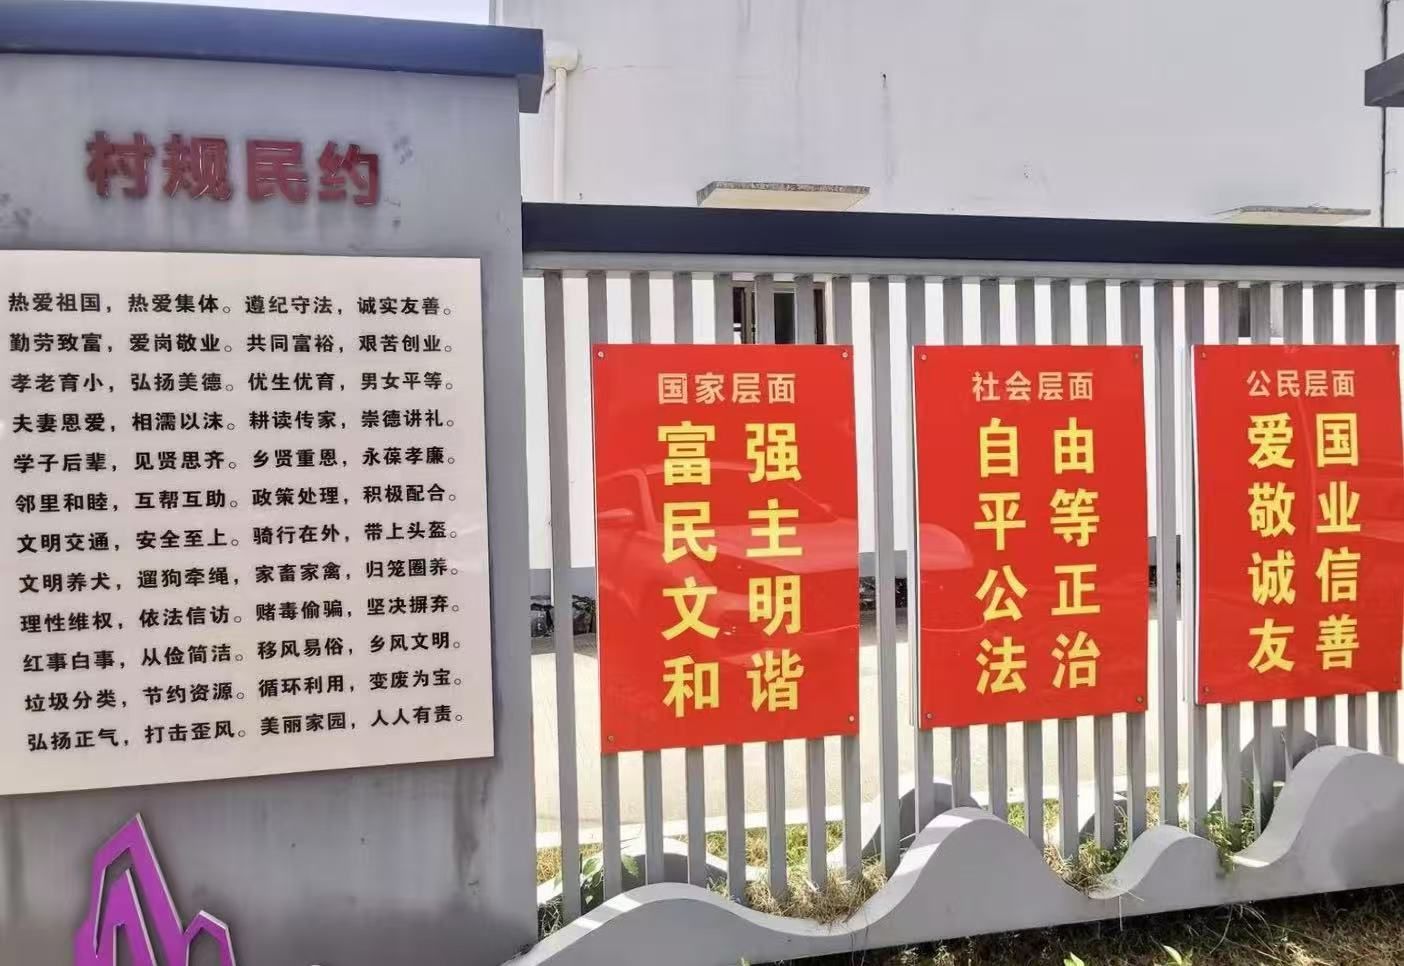 村规民约
热爱祖国，热爱集体。遵纪守法，诚实友善。
勤劳致富，爱岗敬业。共同富裕，艰苦创业。
孝老育小，弘扬美德。优生优育，男女平等。
夫妻恩爱，相濡以沫。耕读传家，崇德讲礼。
学子后辈，见贤思齐。乡贤重恩，永葆孝廉。
邻里和睦，互帮互助。政策处理，积极配合。
文明交通，安全至上。骑行在外，带上头盔。
文明养犬，遛狗牵绳，家畜家禽，归笼圈养。
理性维权，依法信访。赌毒偷骗，坚决摒弃。
红事白事，从俭简洁。移风易俗，乡风文明。
垃圾分类，节约资源。循环利用，变废为宝。
弘扬正气，打击歪风。美丽家园，人人有责。
国家层面
富强
民主
文明
和谐
社会层面
自由
平等
公正
法治
公民层面
爱国
敬业
诚信
友善